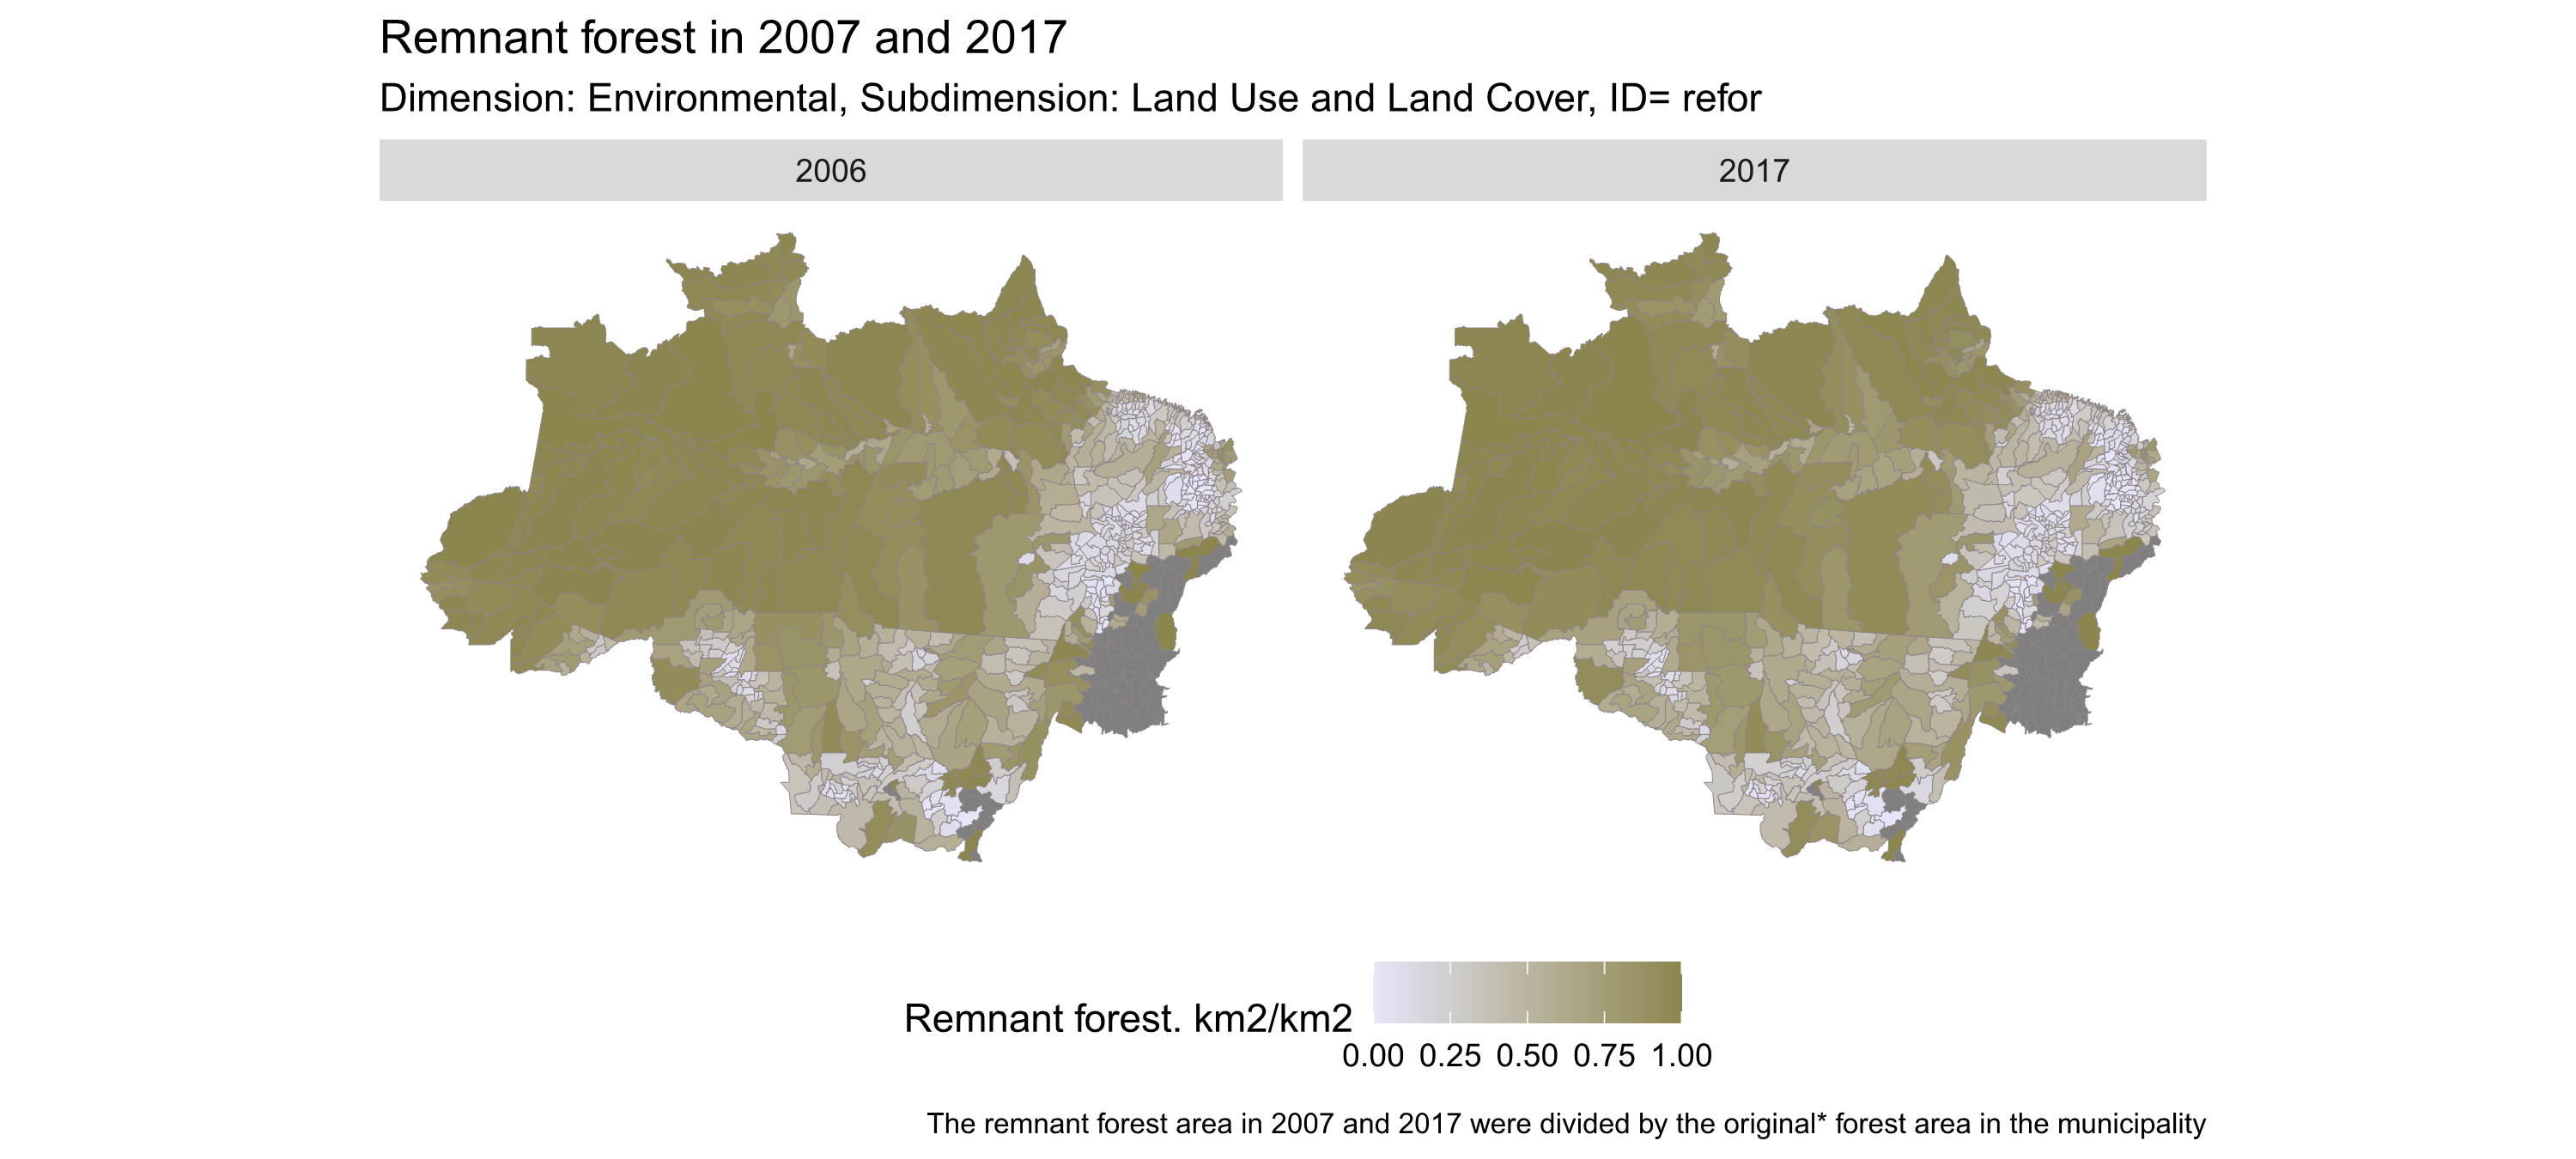 Remnant forest in 2007 and 2017
Dimension: Environmental, Subdimension: Land Use and Land Cover, ID= refor
2006
2017
Remnant forest. km2/km2
0.00 0.25 0.50 0.75 1.00
The remnant forest area in 2007 and 2017 were divided by the original* forest area in the municipality